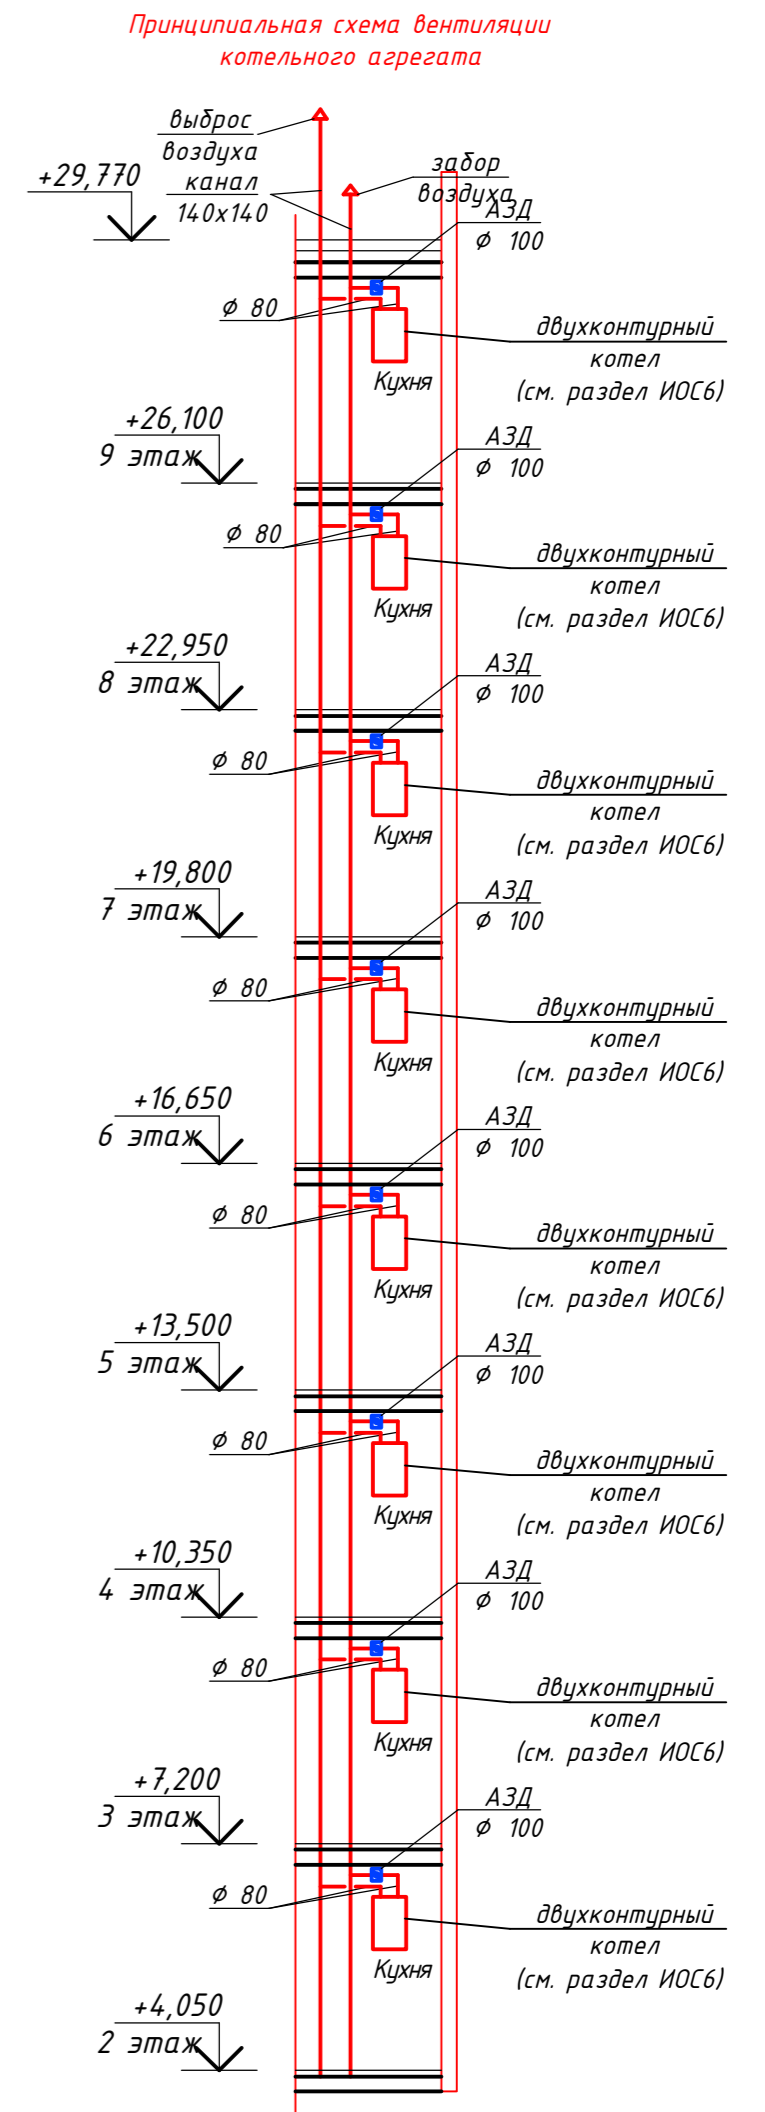 Принципиальная схема вентиляции
котельного агрегата
выброс
воздуха
канал
140х140
забор
воздуха
+29,770
АЗД
ϕ 100
ϕ 80
двухконтурный
котел
(см. раздел ИОС6)
Кухня
+26,100
9 этаж
АЗД
ϕ 100
ϕ 80
двухконтурный
котел
(см. раздел ИОС6)
Кухня
+22,950
8 этаж
АЗД
ϕ 100
ϕ 80
двухконтурный
котел
(см. раздел ИОС6)
Кухня
+19,800
7 этаж
АЗД
ϕ 100
ϕ 80
двухконтурный
котел
(см. раздел ИОС6)
Кухня
+16,650
6 этаж
АЗД
ϕ 100
ϕ 80
двухконтурный
котел
(см. раздел ИОС6)
Кухня
+13,500
5 этаж
АЗД
ϕ 100
ϕ 80
двухконтурный
котел
(см. раздел ИОС6)
Кухня
+10,350
4 этаж
АЗД
ϕ 100
ϕ 80
двухконтурный
котел
(см. раздел ИОС6)
Кухня
+7,200
3 этаж
АЗД
ϕ 100
ϕ 80
двухконтурный
котел
(см. раздел ИОС6)
Кухня
+4,050
2 этаж